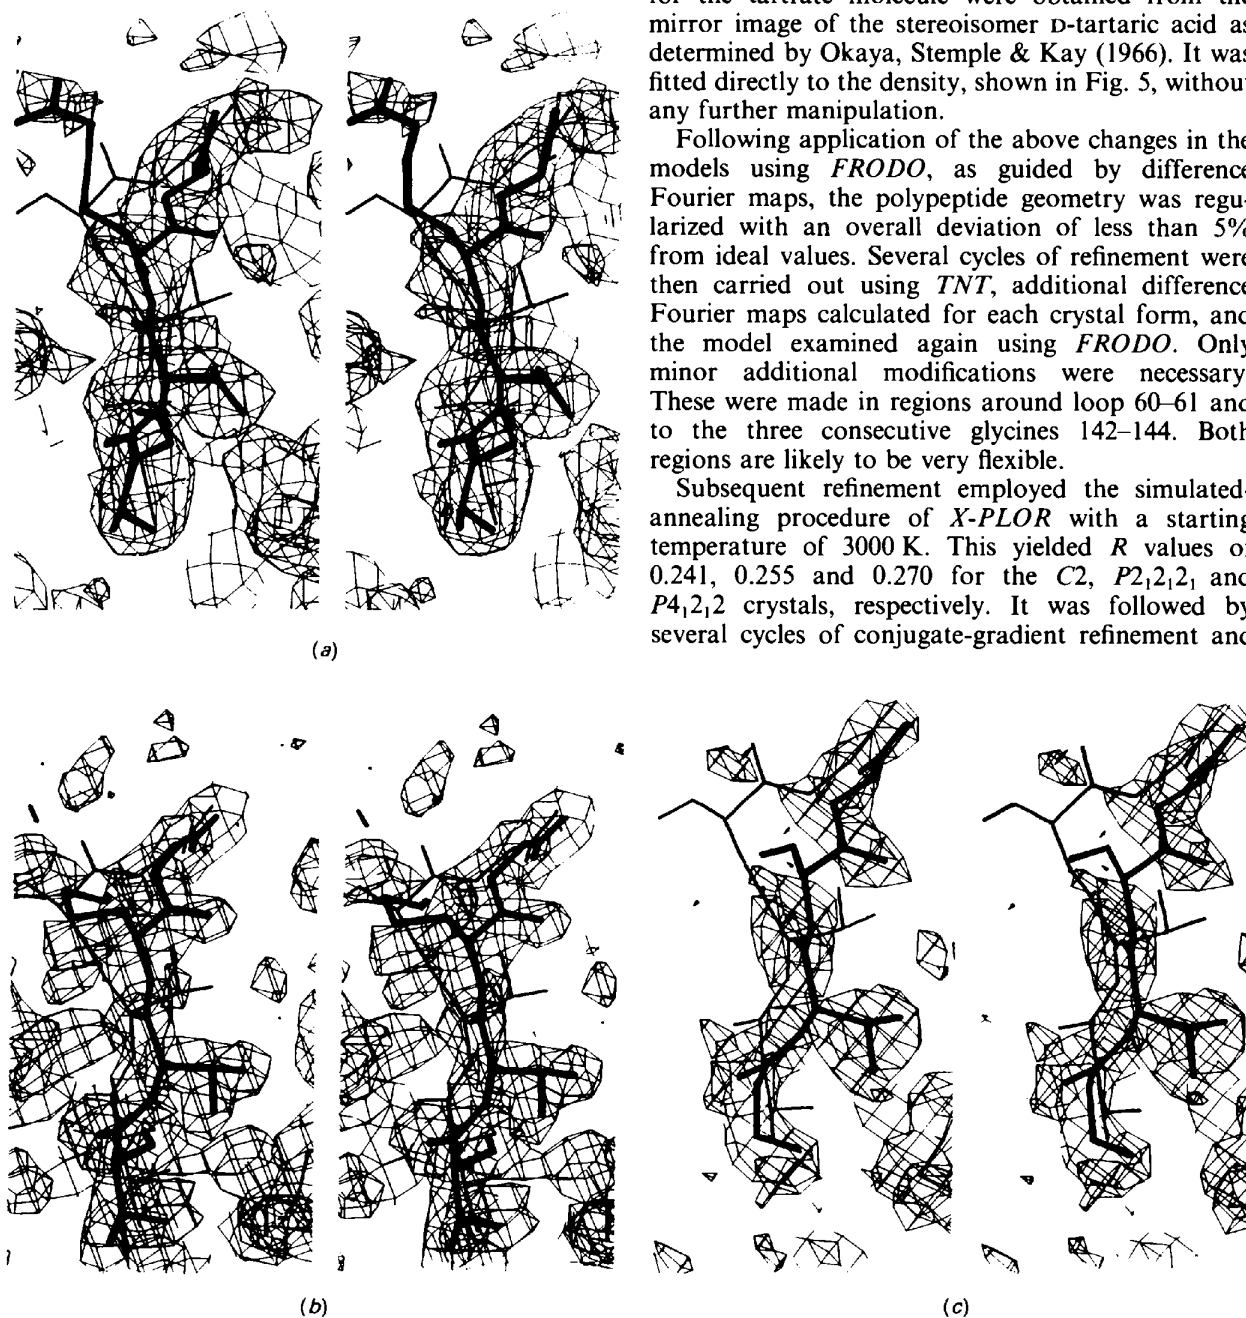 for the tartrate molecule were obtained from the
mirror image of the stereoisomer D-tartaric acid as
determined by Okaya, Stemple & Kay (1966). It was
fitted directly to the density, shown in Fig. 5, without
any further manipulation.
Following application of the above changes in the
models using FRODO, as guided by difference
Fourier maps, the polypeptide geometry was regu-
larized with an overall deviation of less than 5%
from ideal values. Several cycles of refinement were
then carried out using TNT, additional difference
Fourier maps calculated for each crystal form, and
the model examined again using FRODO. Only
minor additional modifications were necessary
These were made in regions around loop 60–61 and
to the three consecutive glycines 142–144. Both
regions are likely to be very flexible.
Subsequent refinement employed the simulated-
annealing procedure of X-PLOR with a starting
temperature of 3000 K. This yielded R values of
0.241, 0.255 and 0.270 for the C2, P2₁2₁2₁ and
P4₁2₁2 crystals, respectively. It was followed by
several cycles of conjugate-gradient refinement and
(a)
(b)
(c)